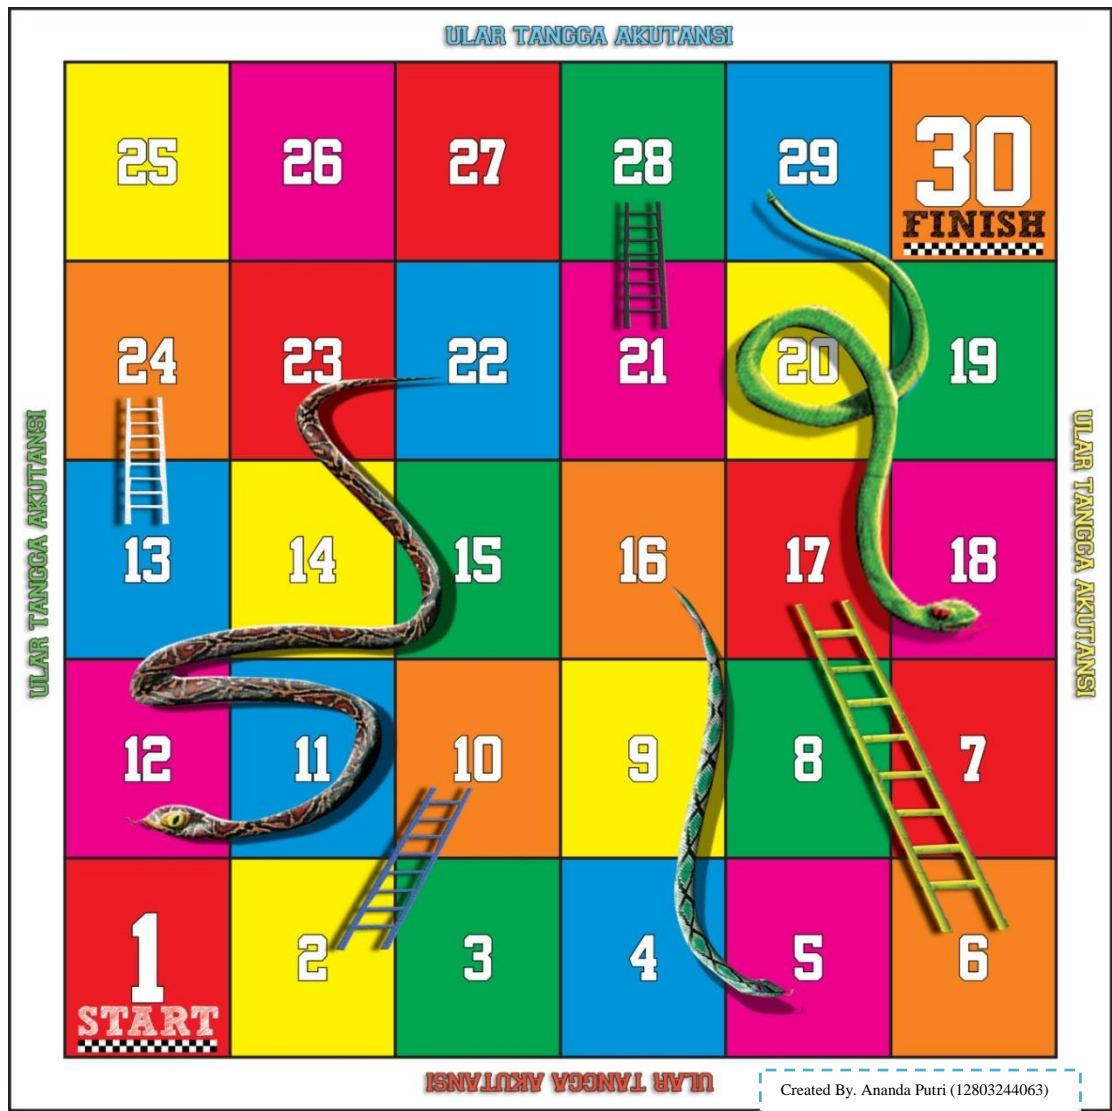 ULAR TANGGA AKUTANSI
25 26 27 28 29 30
FINISH
24 23 22 21 20 19
ULAR TANGGA AKUTANSI
ULAR TANGGA AKUTANSI
13 14 15 16 17 18
12 11 10 9 8 7
1 2 3 4 5 6
START
ULAR TANGGA AKUTANSI
Created By. Ananda Putri (12803244063)